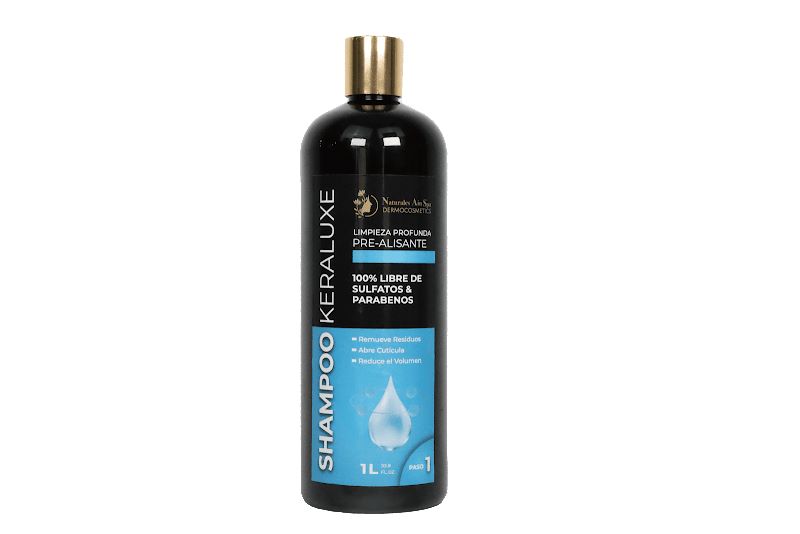 Naturales Ain Spa
DERMOCOSMETICS
LIMPIEZA PROFUNDA
PRE-ALISANTE
100% LIBRE DE
SULFATOS &
PARABENOS
SHAMPOO KERALUXE
Remueve Residuos
Abre Cutícula
Reduce el Volumen
1 L
FL.OZ.
PASO 1